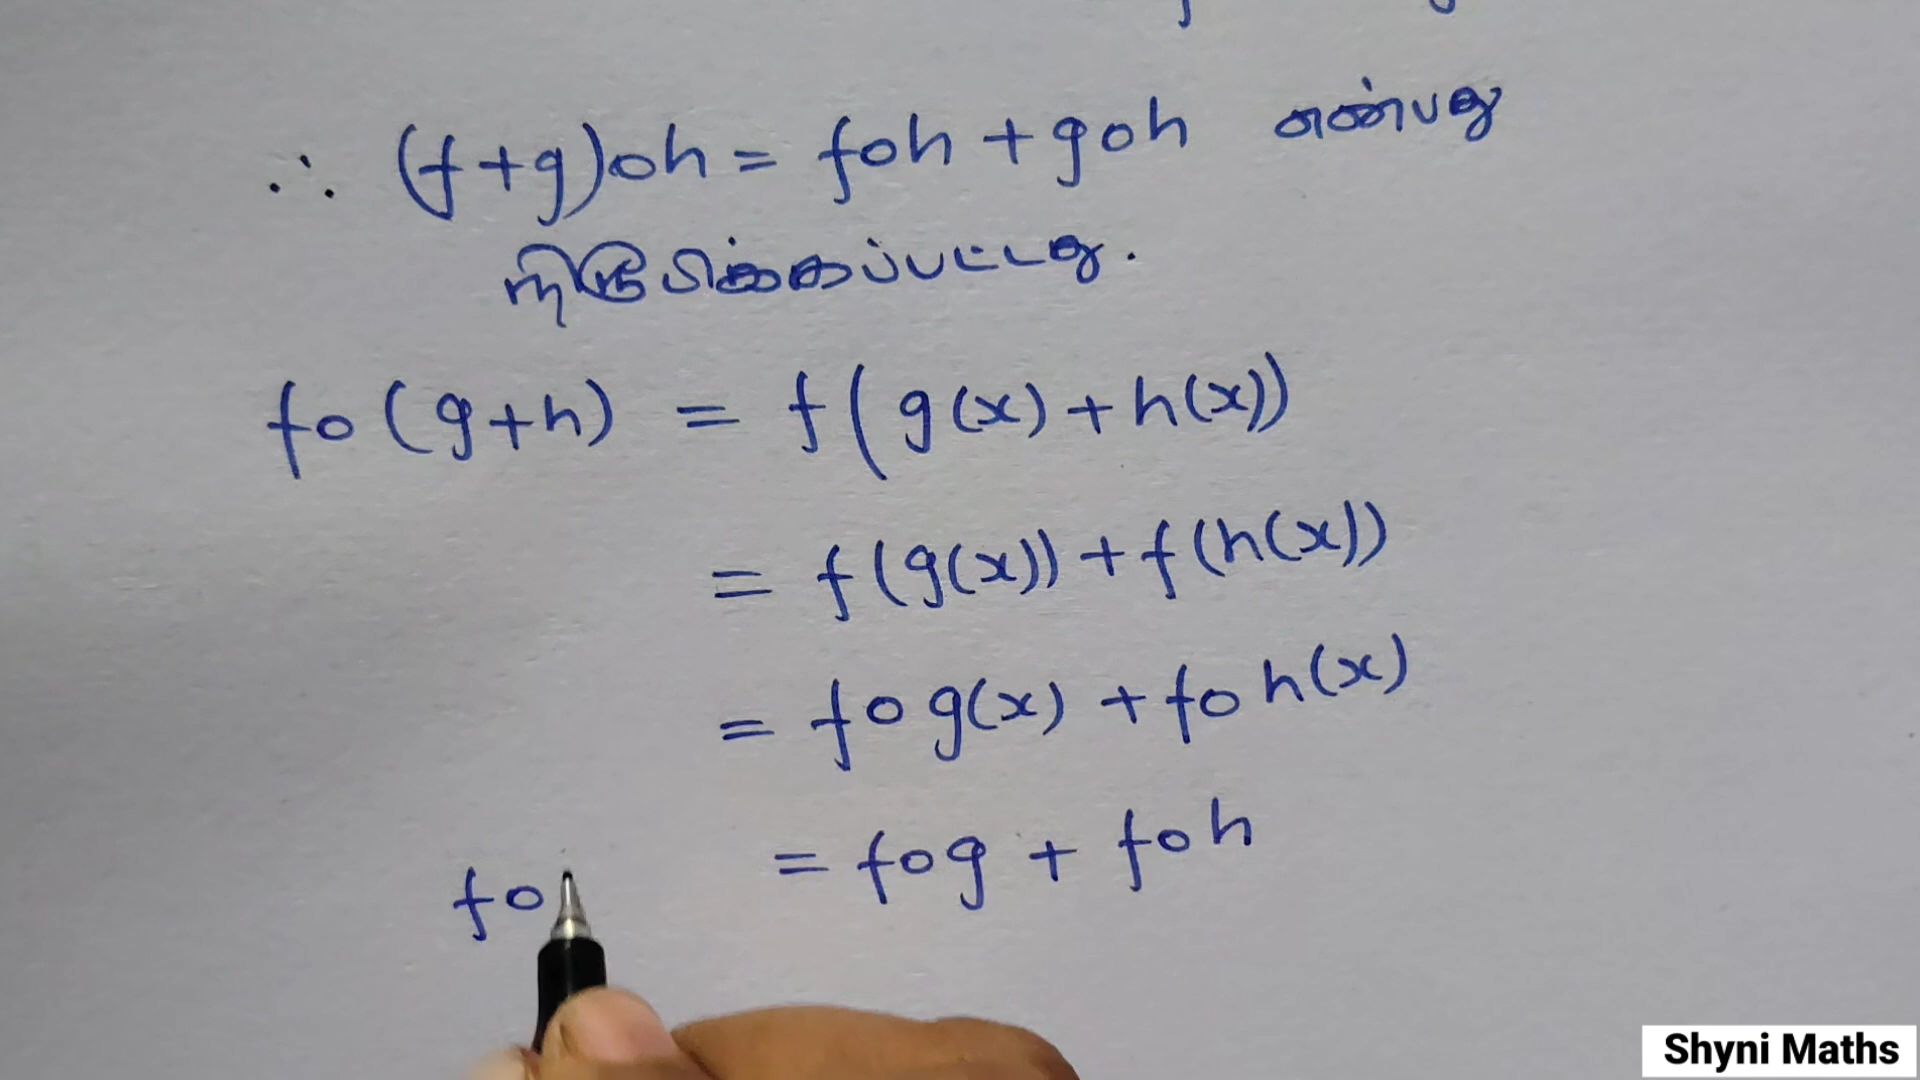 ∴ (f+g)oh = foh + goh என்பது
நிரூபிக்கப்பட்டது.
fo(g+h) = f(g(x)+h(x))
= f(g(x))+f(h(x))
= fog(x) + foh(x)
= fog + foh
fo
Shyni Maths